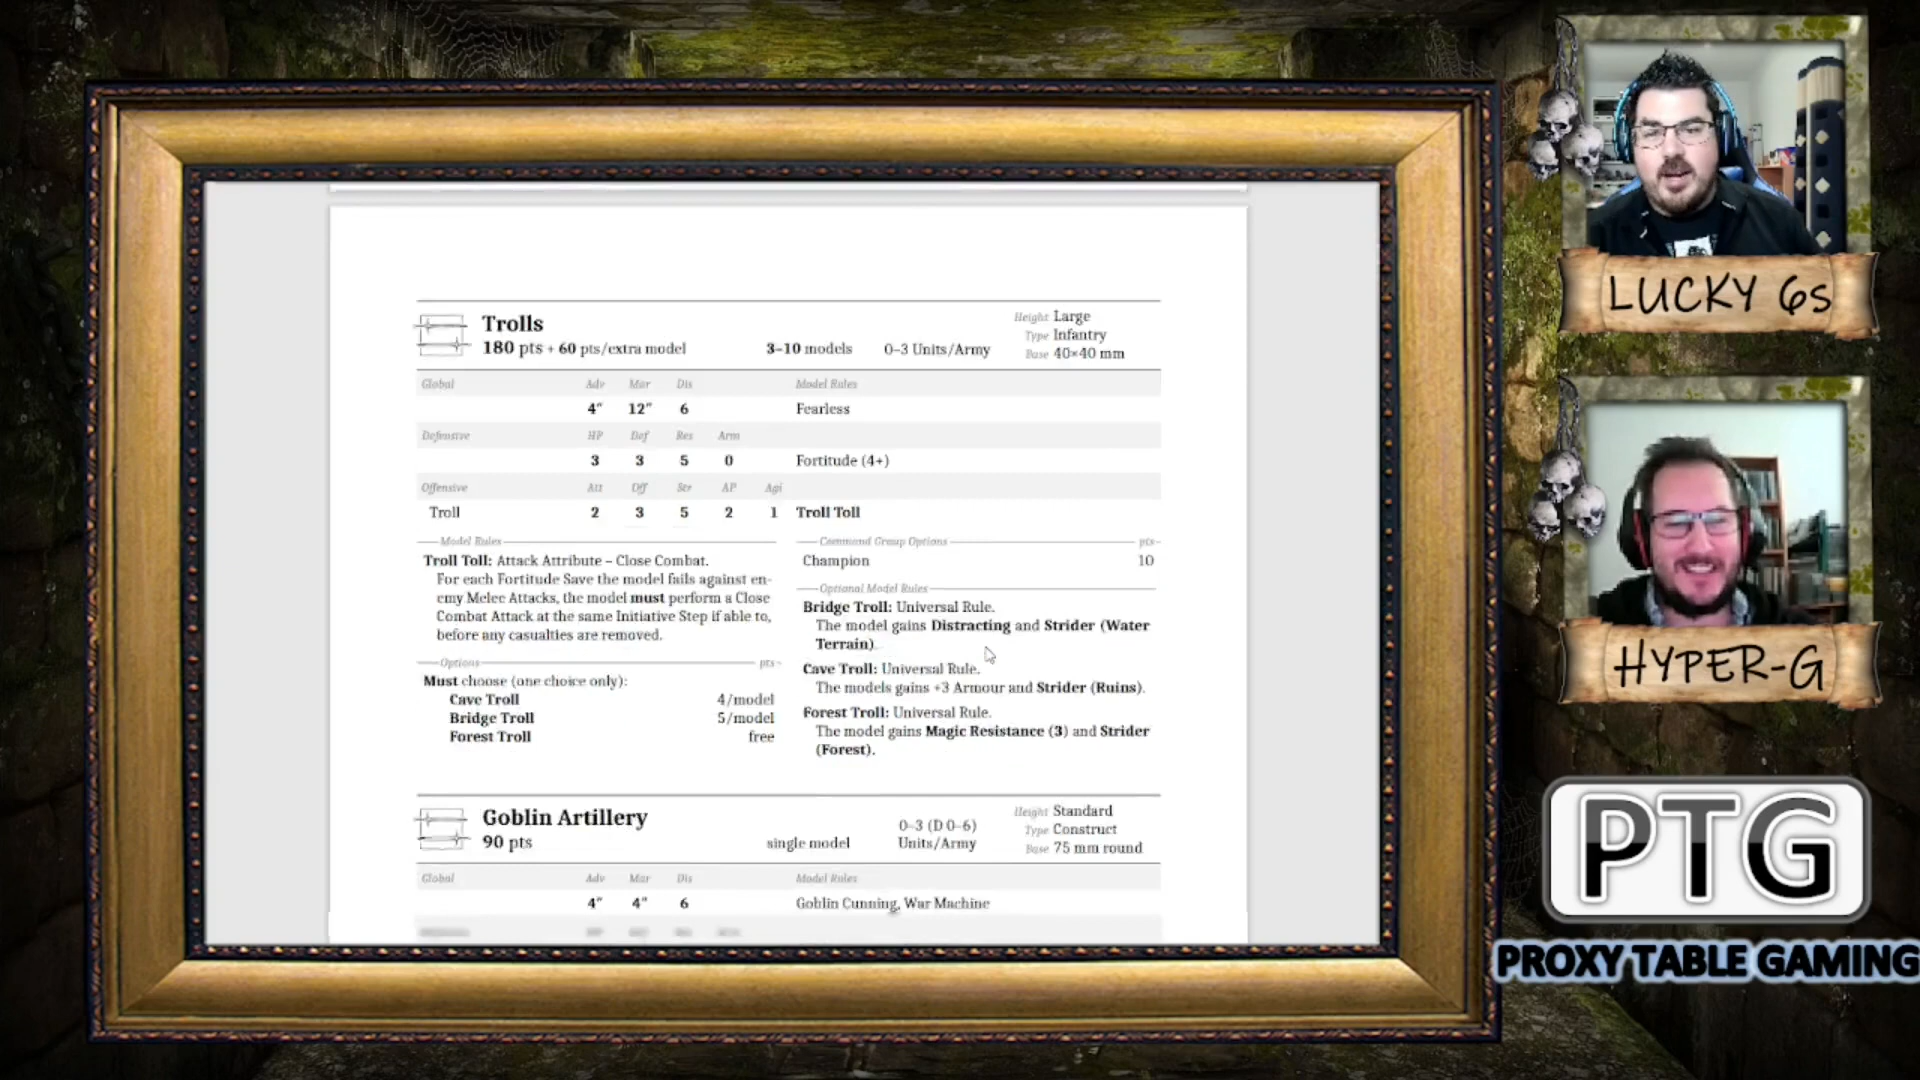 Trolls
180 pts + 60 pts/extra model
3–10 models
0–3 Units/Army
Height Large
Type Infantry
Base 40×40 mm
Global Adv Mar Dis Model Rules
4" 12" 6 Fearless
Defensive HP Def Res Arm
3 3 5 0 Fortitude (4+)
Offensive Att Off Str AP Agi
Troll 2 3 5 2 1 Troll Toll
Model Rules
Troll Toll: Attack Attribute – Close Combat.
For each Fortitude Save the model fails against en-
emy Melee Attacks, the model must perform a Close
Combat Attack at the same Initiative Step if able to,
before any casualties are removed.
Options pts
Must choose (one choice only):
Cave Troll 4/model
Bridge Troll 5/model
Forest Troll free
Command Group Options pts
Champion 10
Optional Model Rules
Bridge Troll: Universal Rule.
The model gains Distracting and Strider (Water
Terrain).
Cave Troll: Universal Rule.
The models gains +3 Armour and Strider (Ruins).
Forest Troll: Universal Rule.
The model gains Magic Resistance (3) and Strider
(Forest).
Goblin Artillery
90 pts
single model
0–3 (D 0–6)
Units/Army
Height Standard
Type Construct
Base 75 mm round
Global Adv Mar Dis Model Rules
4" 4" 6 Goblin Cunning, War Machine
LUCKY 6s
HYPER-G
PTG
PROXY TABLE GAMING